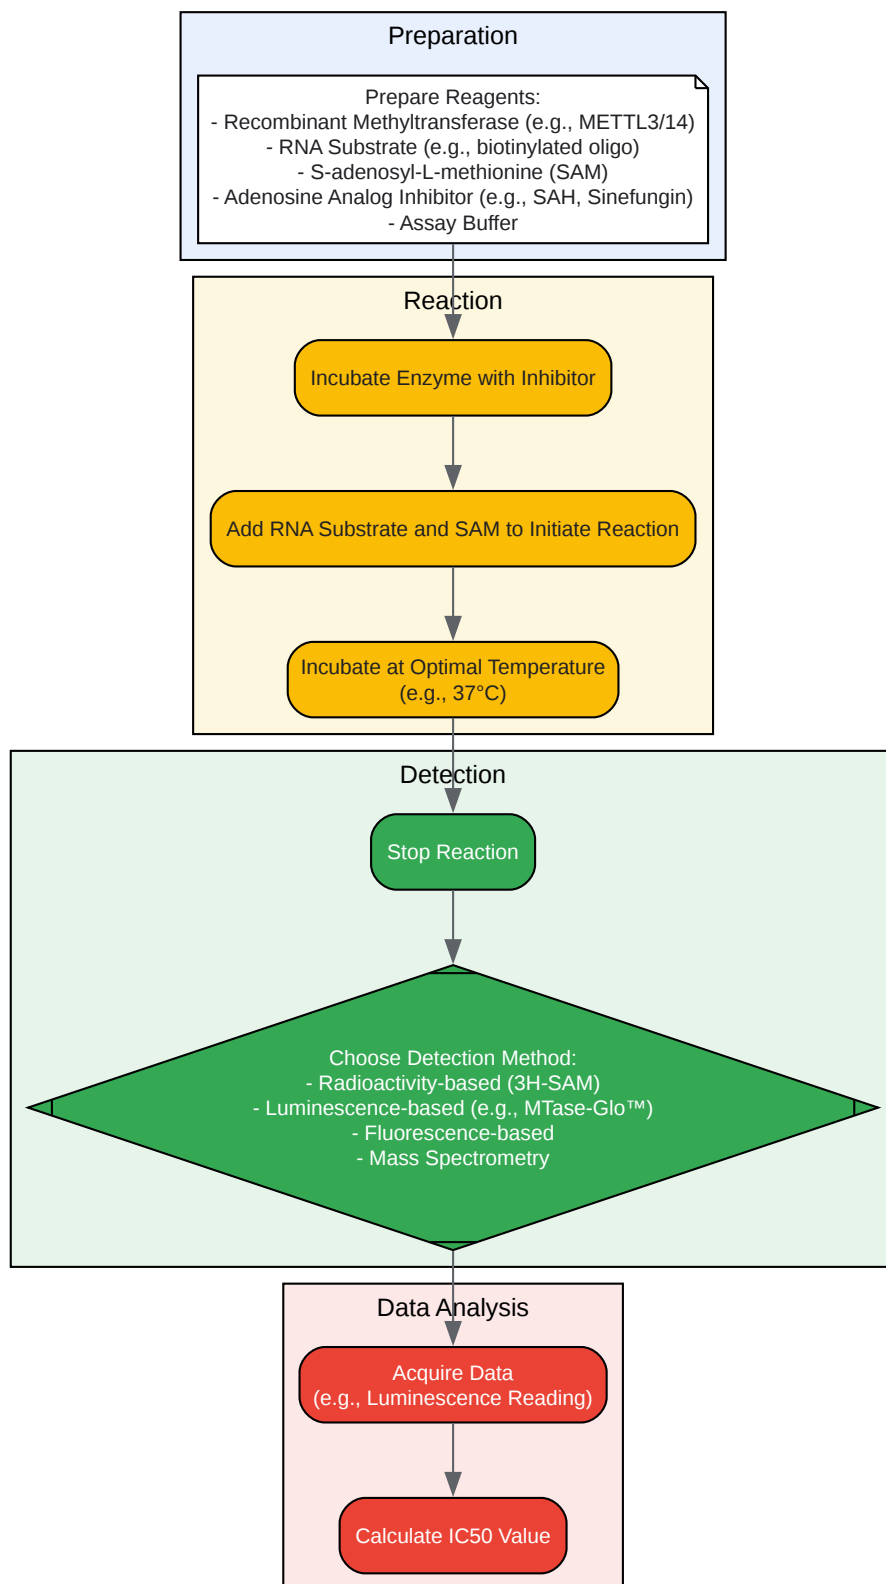 Preparation
Prepare Reagents:
- Recombinant Methyltransferase (e.g., METTL3/14)
- RNA Substrate (e.g., biotinylated oligo)
- S-adenosyl-L-methionine (SAM)
- Adenosine Analog Inhibitor (e.g., SAH, Sinefungin)
- Assay Buffer
Reaction
Incubate Enzyme with Inhibitor
Add RNA Substrate and SAM to Initiate Reaction
Incubate at Optimal Temperature
(e.g., 37°C)
Detection
Stop Reaction
Choose Detection Method:
- Radioactivity-based (3H-SAM)
- Luminescence-based (e.g., MTase-Glo™)
- Fluorescence-based
- Mass Spectrometry
Data Analysis
Acquire Data
(e.g., Luminescence Reading)
Calculate IC50 Value